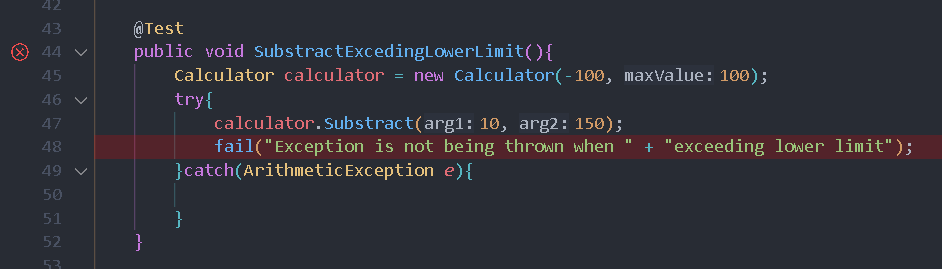 42
43 @Test
44 public void SubstractExcedingLowerLimit(){
45 Calculator calculator = new Calculator(-100, maxValue: 100);
46 try{
47 calculator.Substract(arg1: 10, arg2: 150);
48 fail("Exception is not being thrown when " + "exceeding lower limit");
49 }catch(ArithmeticException e){
50
51 }
52 }
53